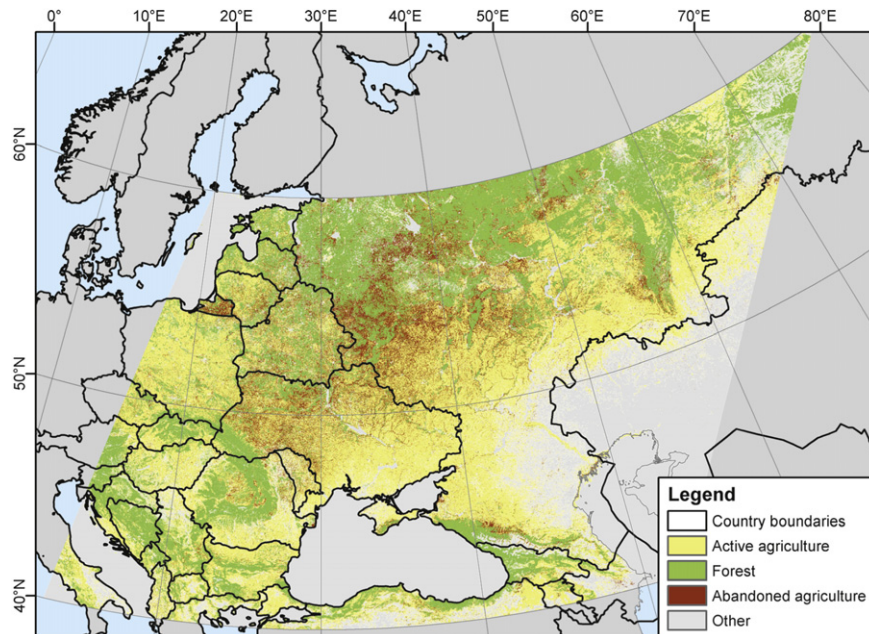 0° 10°E 20°E 30°E 40°E 50°E 60°E 70°E 80°E
60°N
50°N
40°N
Legend
Country boundaries
Active agriculture
Forest
Abandoned agriculture
Other